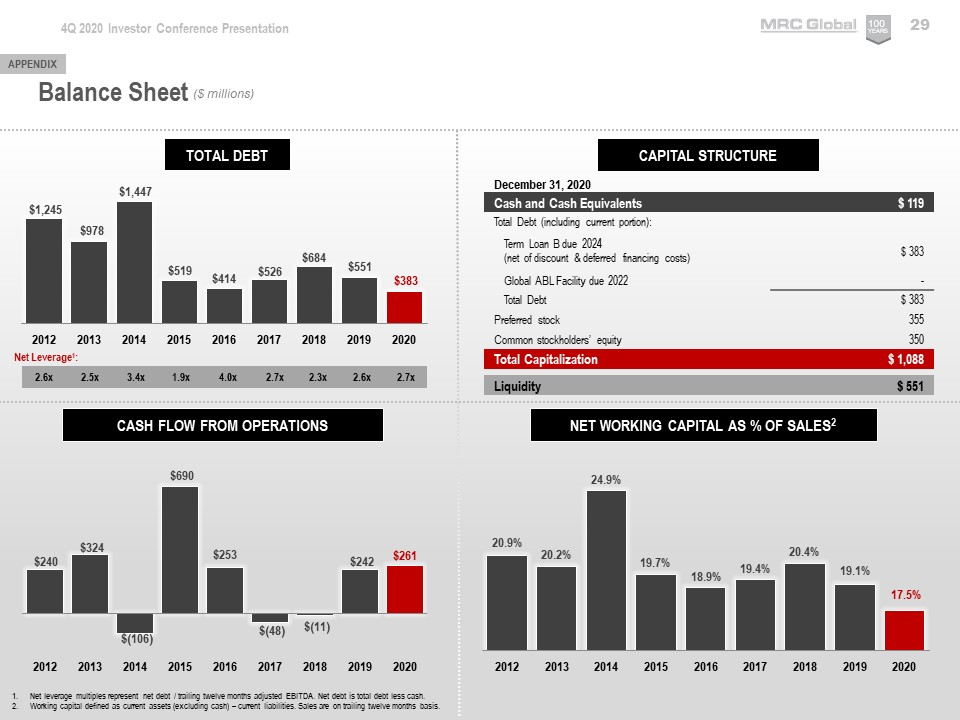 4Q 2020 Investor Conference Presentation
MRC Global
100 YEARS
29
APPENDIX
Balance Sheet ($ millions)
TOTAL DEBT
$1,245
$978
$1,447
$519
$414
$526
$684
$551
$383
2012 2013 2014 2015 2016 2017 2018 2019 2020
Net Leverage¹:
2.6x 2.5x 3.4x 1.9x 4.0x 2.7x 2.3x 2.6x 2.7x
CAPITAL STRUCTURE
December 31, 2020
Cash and Cash Equivalents $ 119
Total Debt (including current portion):
Term Loan B due 2024
(net of discount & deferred financing costs) $ 383
Global ABL Facility due 2022 -
Total Debt $ 383
Preferred stock 355
Common stockholders' equity 350
Total Capitalization $ 1,088
Liquidity $ 551
CASH FLOW FROM OPERATIONS
$240
$324
$(106)
$690
$253
$(48)
$(11)
$242
$261
2012 2013 2014 2015 2016 2017 2018 2019 2020
NET WORKING CAPITAL AS % OF SALES²
20.9%
20.2%
24.9%
19.7%
18.9%
19.4%
20.4%
19.1%
17.5%
2012 2013 2014 2015 2016 2017 2018 2019 2020
1. Net leverage multiples represent net debt / trailing twelve months adjusted EBITDA. Net debt is total debt less cash.
2. Working capital defined as current assets (excluding cash) – current liabilities. Sales are on trailing twelve months basis.